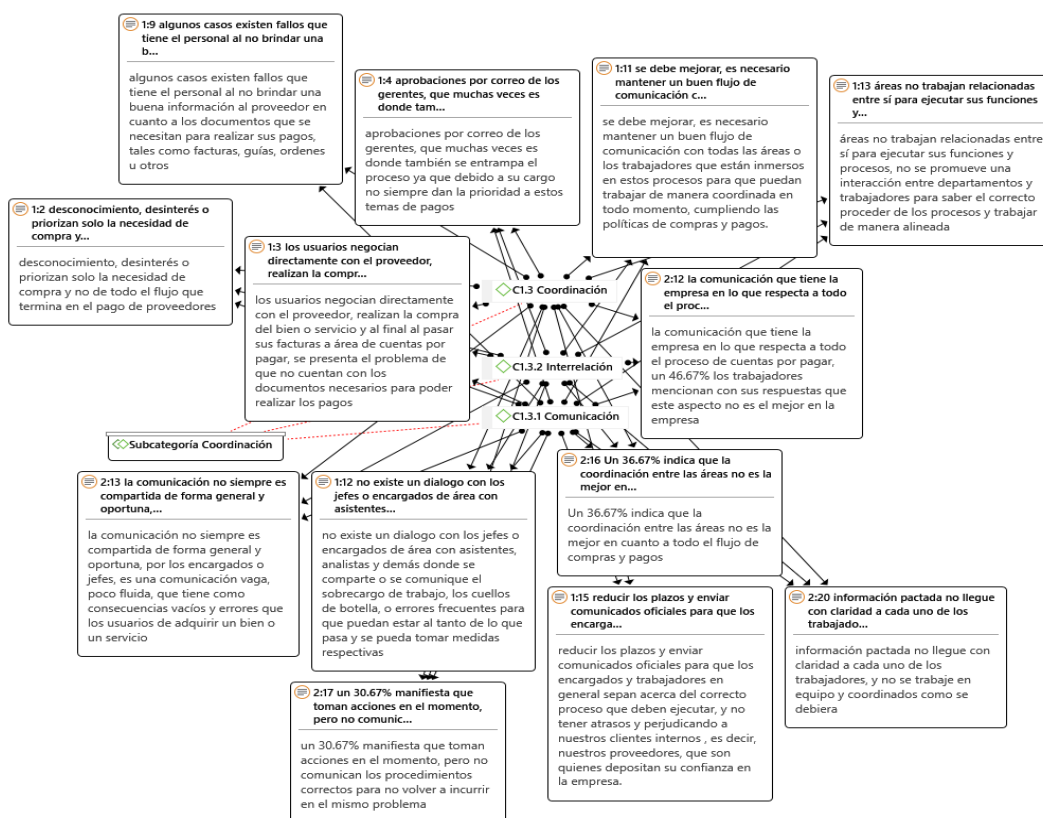 1:9 algunos casos existen fallos que
tiene el personal al no brindar una
b...
algunos casos existen fallos que
tiene el personal al no brindar una
buena información al proveedor en
cuanto a los documentos que se
necesitan para realizar sus pagos,
tales como facturas, guías, ordenes
u otros
1:4 aprobaciones por correo de los
gerentes, que muchas veces es
donde tam...
aprobaciones por correo de los
gerentes, que muchas veces es
donde también se entrampa el
proceso ya que debido a su cargo
no siempre dan la prioridad a estos
temas de pagos
1:11 se debe mejorar, es necesario
mantener un buen flujo de
comunicación c...
se debe mejorar, es necesario
mantener un buen flujo de
comunicación con todas las áreas o
los trabajadores que están inmersos
en estos procesos para que puedan
trabajar de manera coordinada en
todo momento, cumpliendo las
políticas de compras y pagos.
1:13 áreas no trabajan relacionadas
entre sí para ejecutar sus funciones
y...
áreas no trabajan relacionadas entre
sí para ejecutar sus funciones y
procesos, no se promueve una
interacción entre departamentos y
trabajadores para saber el correcto
proceder de los procesos y trabajar
de manera alineada
1:2 desconocimiento, desinterés o
priorizan solo la necesidad de
compra y...
desconocimiento, desinterés o
priorizan solo la necesidad de
compra y no de todo el flujo que
termina en el pago de proveedores
1:3 los usuarios negocian
directamente con el proveedor,
realizan la compr...
los usuarios negocian directamente
con el proveedor, realizan la compra
del bien o servicio y al final al pasar
sus facturas a área de cuentas por
pagar, se presenta el problema de
que no cuentan con los
documentos necesarios para poder
realizar los pagos
C1.3 Coordinación
C1.3.2 Interrelación
C1.3.1 Comunicación
2:12 la comunicación que tiene la
empresa en lo que respecta a todo
el proc...
la comunicación que tiene la
empresa en lo que respecta a todo
el proceso de cuentas por pagar,
un 46.67% los trabajadores
mencionan con sus respuestas que
este aspecto no es el mejor en la
empresa
Subcategoría Coordinación
2:13 la comunicación no siempre es
compartida de forma general y
oportuna,...
la comunicación no siempre es
compartida de forma general y
oportuna, por los encargados o
jefes, es una comunicación vaga,
poco fluida, que tiene como
consecuencias vacíos y errores que
los usuarios de adquirir un bien o
un servicio
1:12 no existe un dialogo con los
jefes o encargados de área con
asistentes...
no existe un dialogo con los jefes o
encargados de área con asistentes,
analistas y demás donde se
comparte o se comunique el
sobrecargo de trabajo, los cuellos
de botella, o errores frecuentes para
que puedan estar al tanto de lo que
pasa y se pueda tomar medidas
respectivas
2:16 Un 36.67% indica que la
coordinación entre las áreas no es la
mejor en...
Un 36.67% indica que la
coordinación entre las áreas no es la
mejor en cuanto a todo el flujo de
compras y pagos
1:15 reducir los plazos y enviar
comunicados oficiales para que los
encarga...
reducir los plazos y enviar
comunicados oficiales para que los
encargados y trabajadores en
general sepan acerca del correcto
proceso que deben ejecutar, y no
tener atrasos y perjudicando a
nuestros clientes internos , es decir,
nuestros proveedores, que son
quienes depositan su confianza en
la empresa.
2:20 información pactada no llegue
con claridad a cada uno de los
trabajado...
información pactada no llegue con
claridad a cada uno de los
trabajadores, y no se trabaje en
equipo y coordinados como se
debiera
2:17 un 30.67% manifiesta que
toman acciones en el momento,
pero no comunic...
un 30.67% manifiesta que toman
acciones en el momento, pero no
comunican los procedimientos
correctos para no volver a incurrir
en el mismo problema